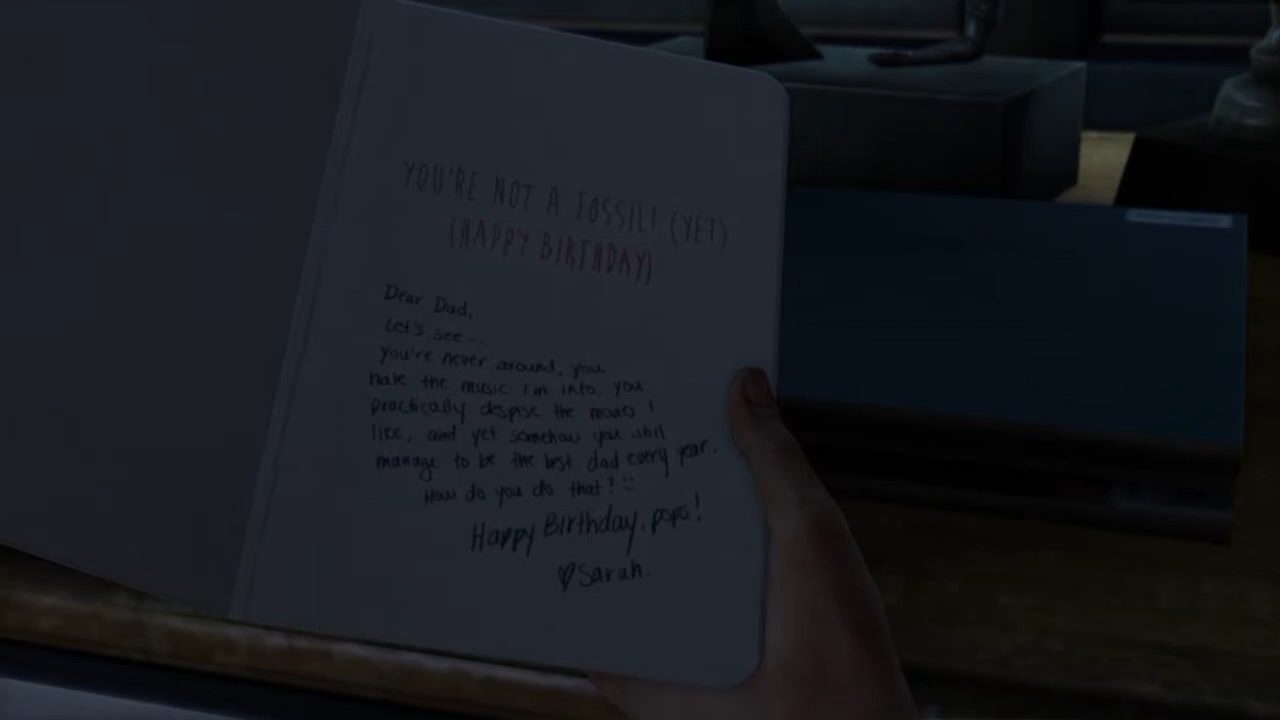 YOU'RE NOT A FOSSIL! (YET)
(HAPPY BIRTHDAY)
Dear Dad,
Let's see...
You're never around, you
hate the music I'm into, you
practically despise the movies I
like, and yet somehow you still
manage to be the best dad every year.
How do you do that? :)
Happy Birthday, pops!
♡ Sarah.